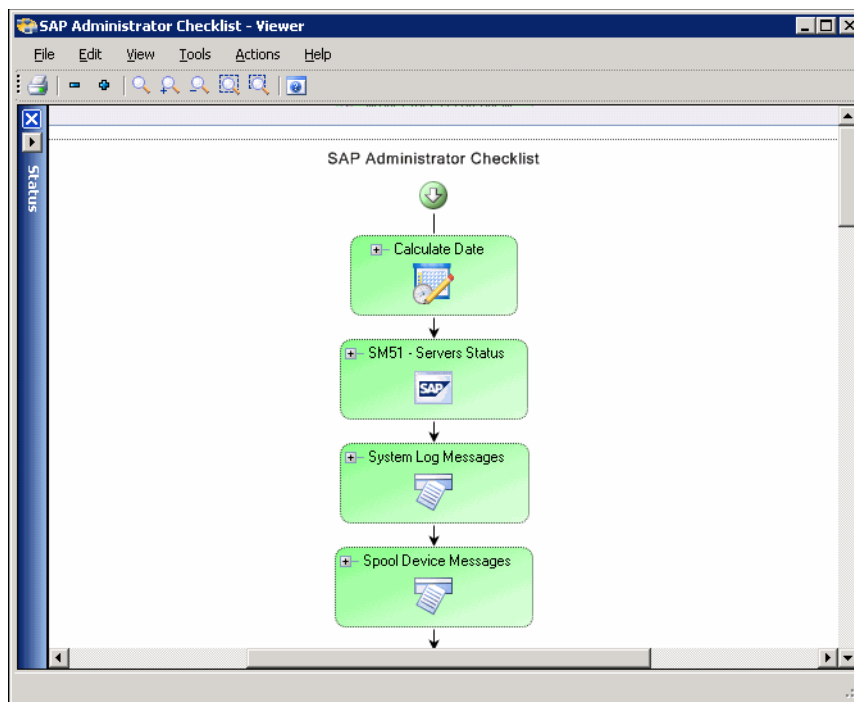 SAP Administrator Checklist - Viewer
File Edit View Tools Actions Help
Status
SAP Administrator Checklist
Calculate Date
SM51 - Servers Status
SAP
System Log Messages
Spool Device Messages